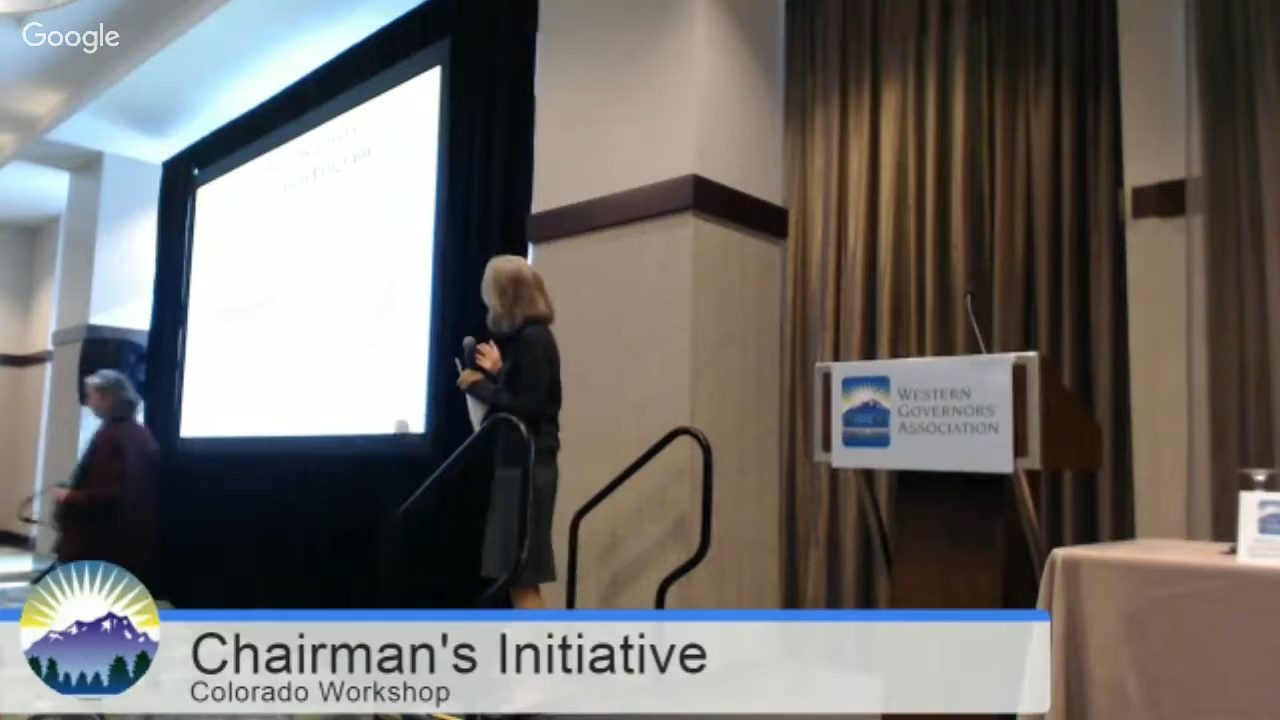 Google
WESTERN
GOVERNORS'
ASSOCIATION
Chairman's Initiative
Colorado Workshop